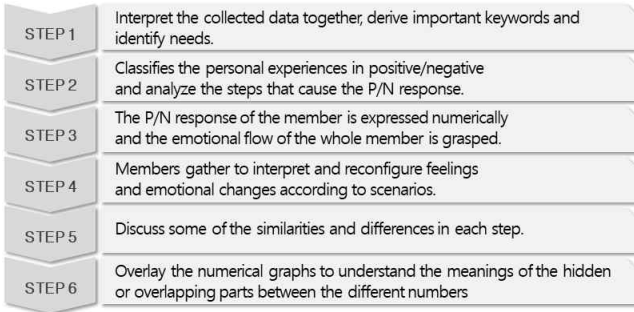 STEP 1
Interpret the collected data together, derive important keywords and
identify needs.
STEP 2
Classifies the personal experiences in positive/negative
and analyze the steps that cause the P/N response.
STEP 3
The P/N response of the member is expressed numerically
and the emotional flow of the whole member is grasped.
STEP 4
Members gather to interpret and reconfigure feelings
and emotional changes according to scenarios.
STEP 5
Discuss some of the similarities and differences in each step.
STEP 6
Overlay the numerical graphs to understand the meanings of the hidden
or overlapping parts between the different numbers